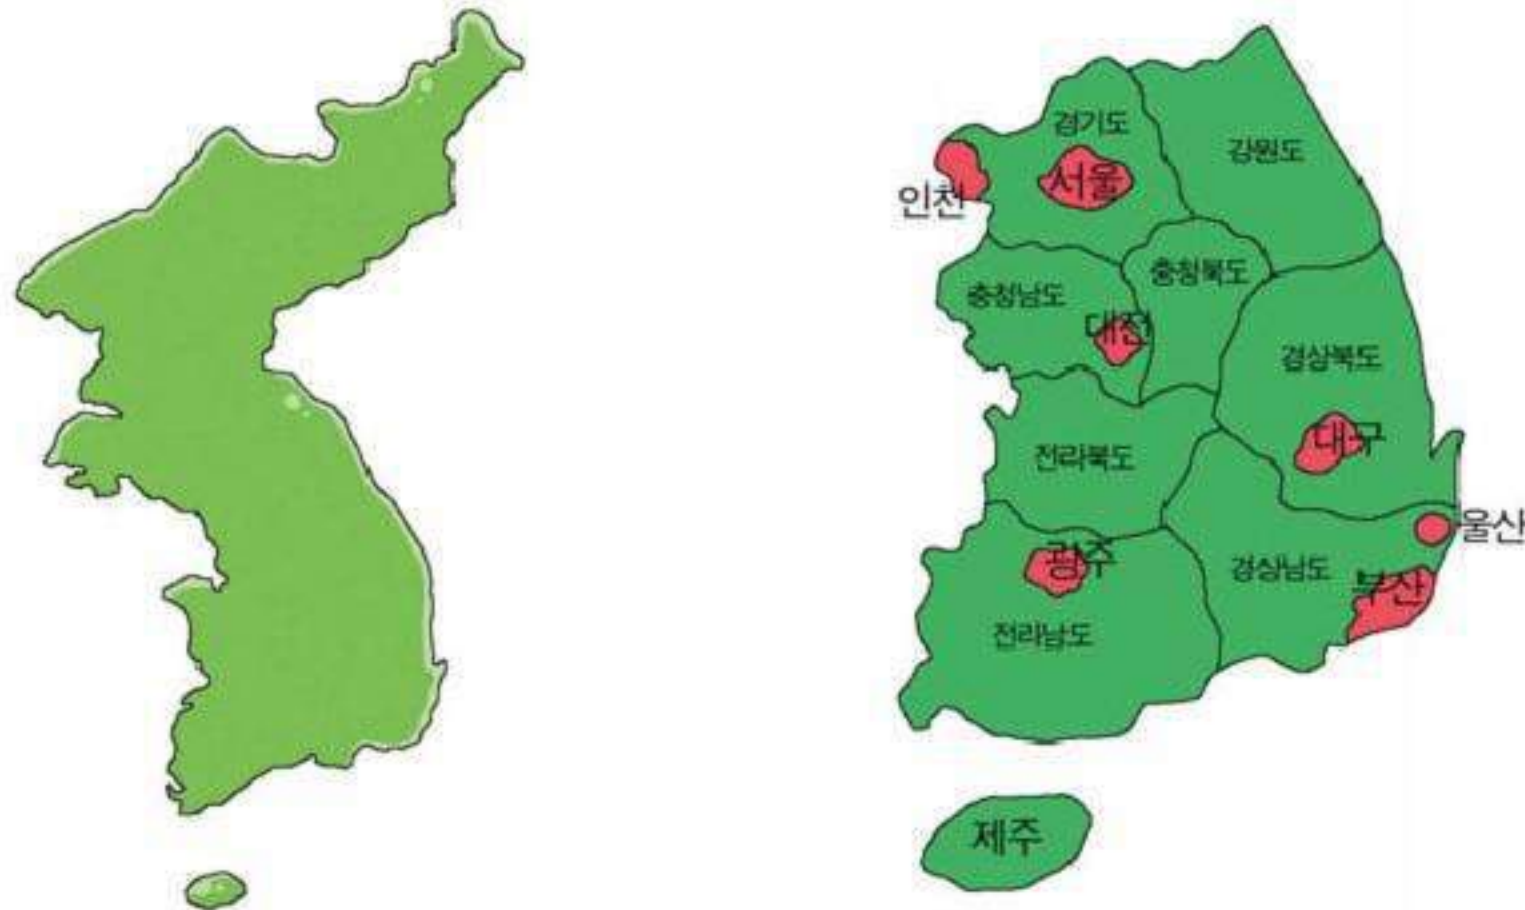 경기도
강원도
서울
인천
충청북도
충청남도
대전
경상북도
대구
전라북도
울산
광주
경상남도
부산
전라남도
제주